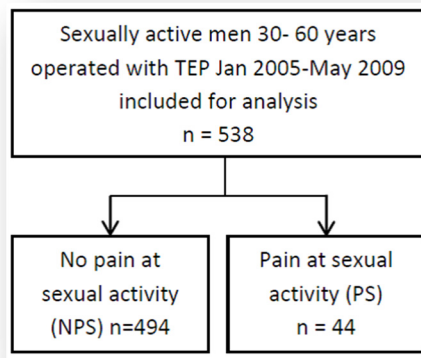 Sexually active men 30- 60 years
operated with TEP Jan 2005-May 2009
included for analysis
n = 538
No pain at
sexual activity
(NPS) n=494
Pain at sexual
activity (PS)
n = 44